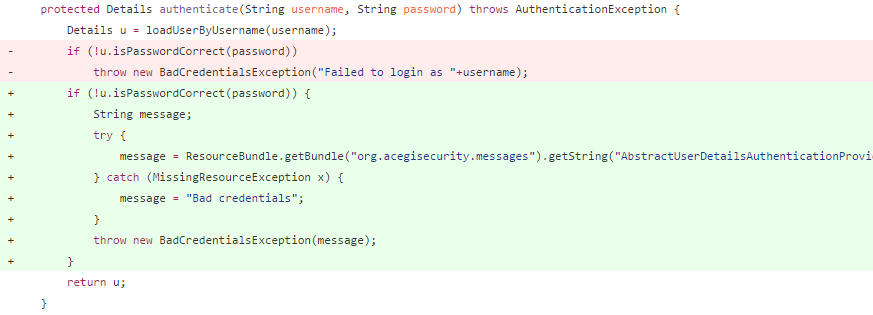 protected Details authenticate(String username, String password) throws AuthenticationException {
Details u = loadUserByUsername(username);
- if (!u.isPasswordCorrect(password))
- throw new BadCredentialsException("Failed to login as "+username);
+ if (!u.isPasswordCorrect(password)) {
+ String message;
+ try {
+ message = ResourceBundle.getBundle("org.acegisecurity.messages").getString("AbstractUserDetailsAuthenticationProvi
+ } catch (MissingResourceException x) {
+ message = "Bad credentials";
+ }
+ throw new BadCredentialsException(message);
+ }
return u;
}